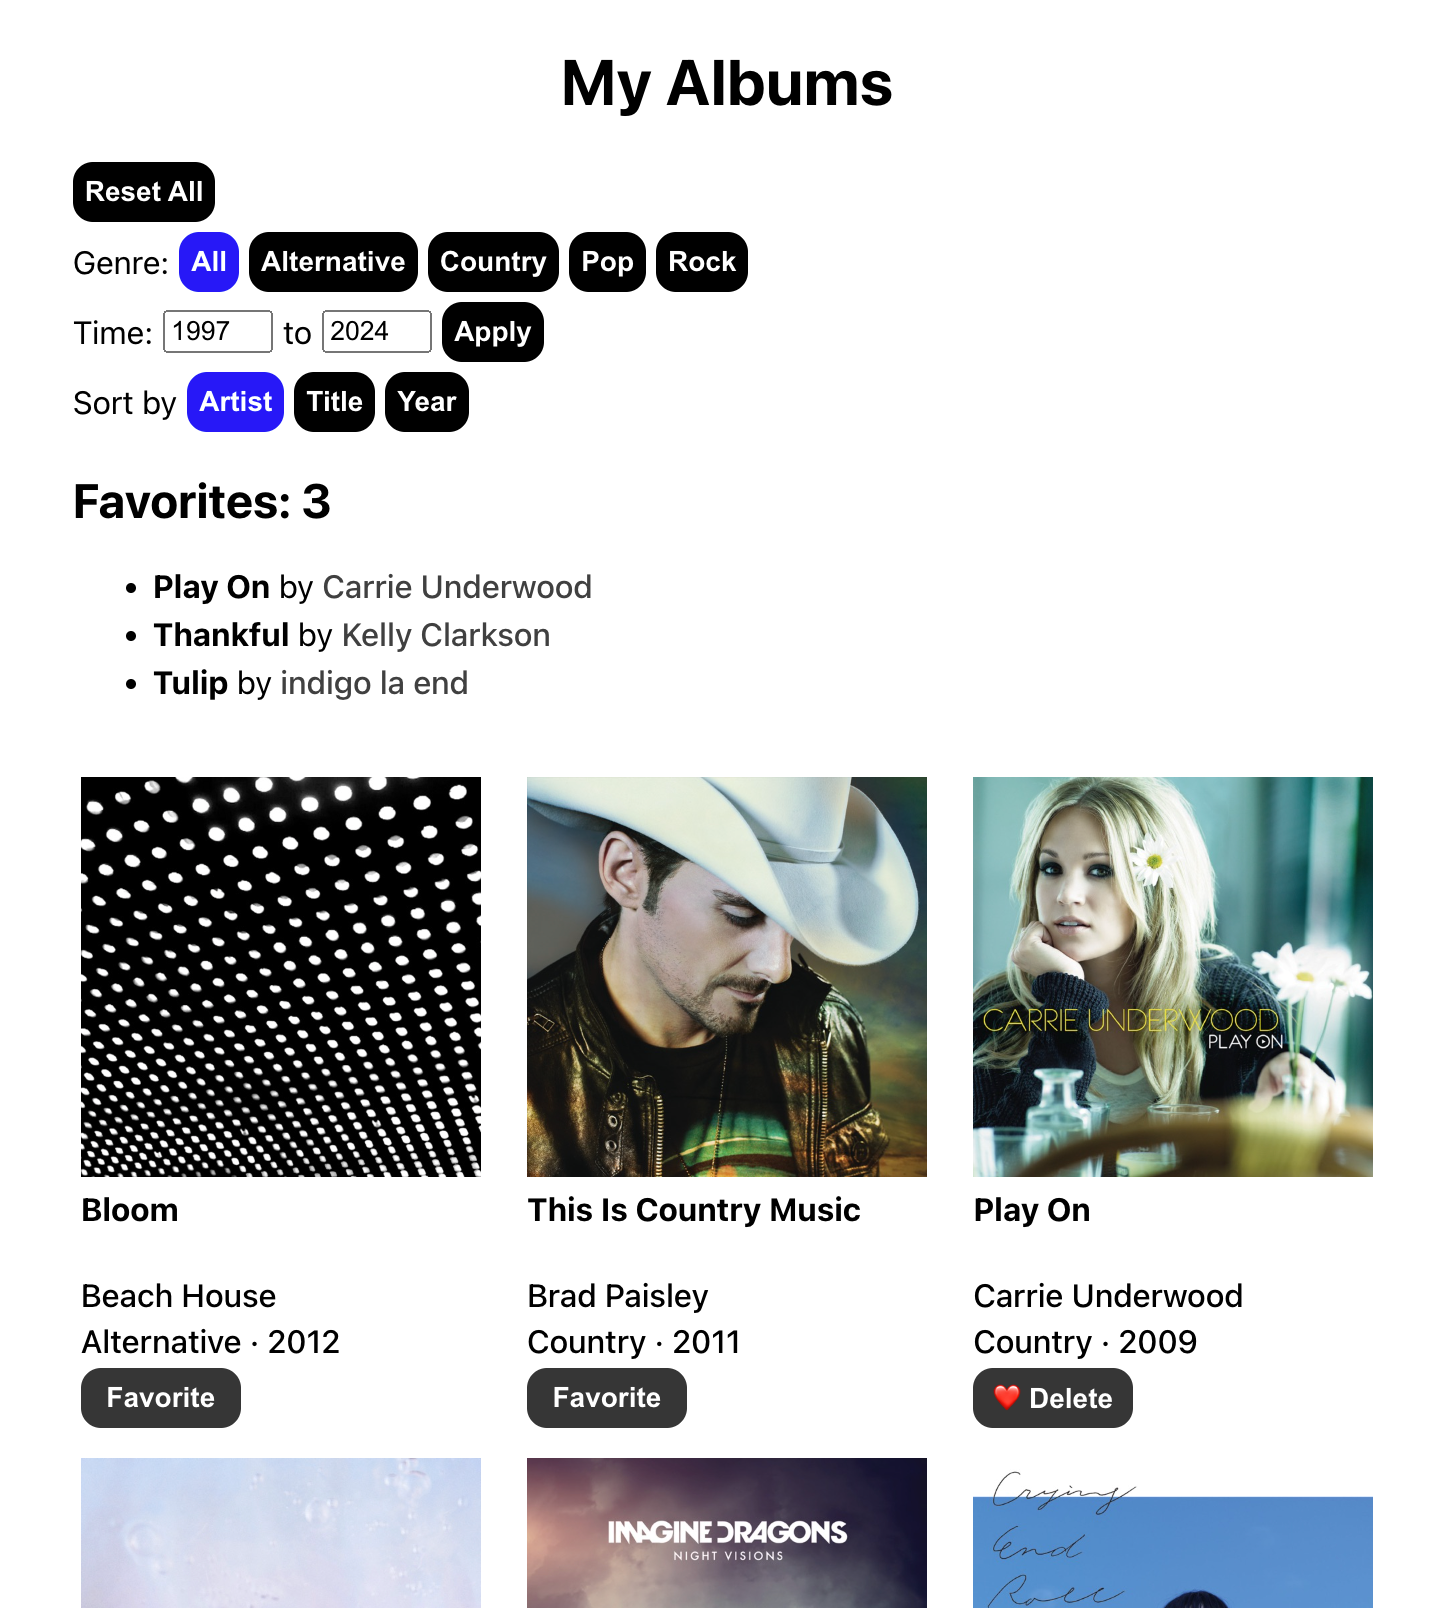 My Albums
Reset All
Genre: All Alternative Country Pop Rock
Time: 1997 to 2024 Apply
Sort by Artist Title Year
Favorites: 3
• Play On by Carrie Underwood
• Thankful by Kelly Clarkson
• Tulip by indigo la end
CARRIE UNDERWOOD
PLAY ON
Bloom
Beach House
Alternative · 2012
Favorite
This Is Country Music
Brad Paisley
Country · 2011
Favorite
Play On
Carrie Underwood
Country · 2009
❤️ Delete
IMAGINE DRAGONS
NIGHT VISIONS
Crying
End
Roll